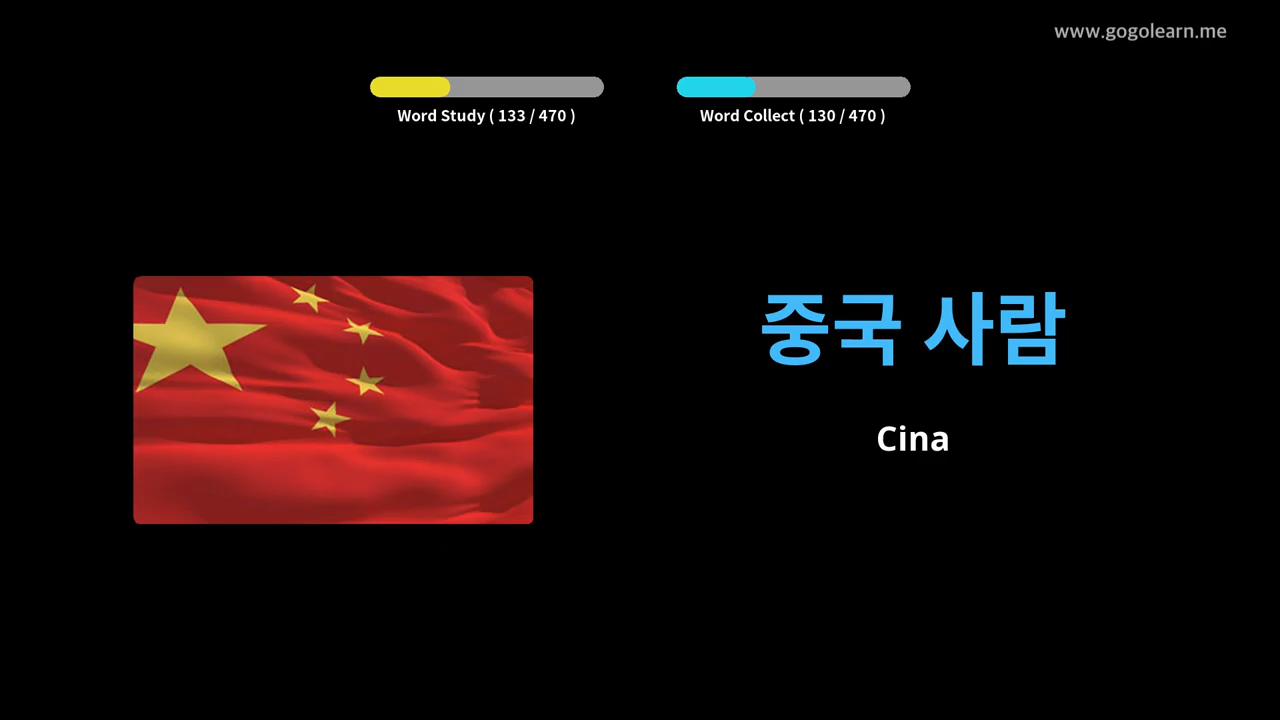 www.gogolearn.me
Word Study ( 133 / 470 )
Word Collect ( 130 / 470 )
중국 사람
Cina